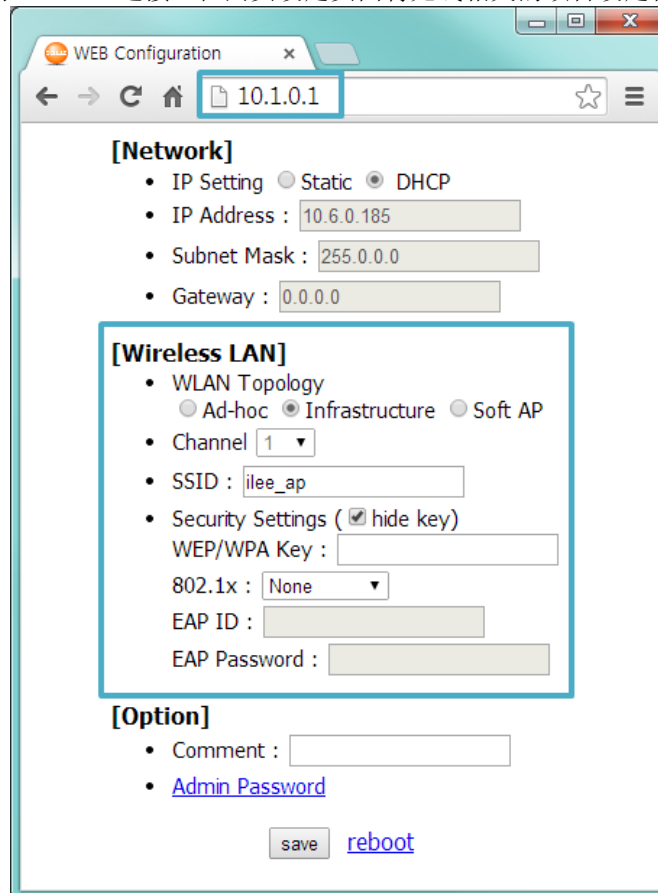 WEB Configuration
10.1.0.1
[Network]
IP Setting Static DHCP
IP Address : 10.6.0.185
Subnet Mask : 255.0.0.0
Gateway : 0.0.0.0
[Wireless LAN]
WLAN Topology
Ad-hoc Infrastructure Soft AP
Channel 1
SSID : ilee_ap
Security Settings ( hide key)
WEP/WPA Key :
802.1x : None
EAP ID :
EAP Password :
[Option]
Comment :
Admin Password
save reboot